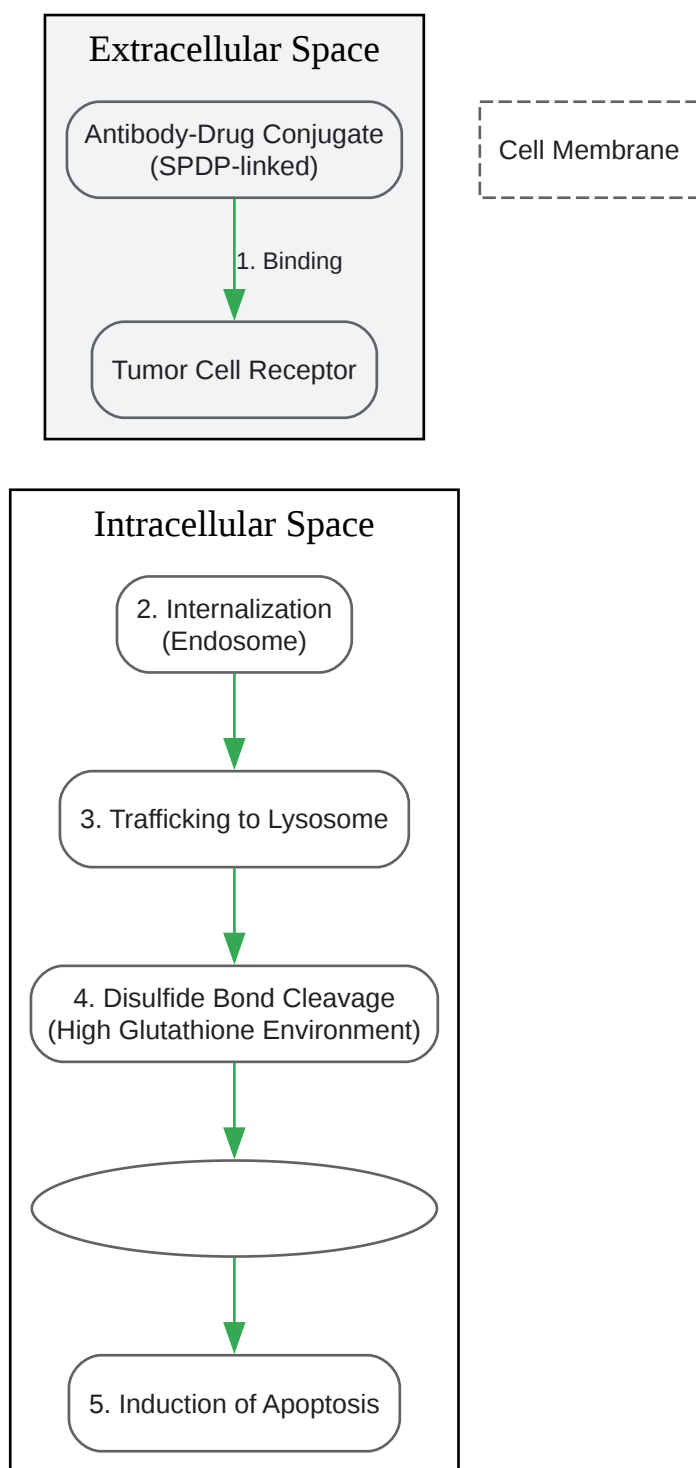 Extracellular Space
Antibody-Drug Conjugate
(SPDP-linked)
Cell Membrane
1. Binding
Tumor Cell Receptor
Intracellular Space
2. Internalization
(Endosome)
3. Trafficking to Lysosome
4. Disulfide Bond Cleavage
(High Glutathione Environment)
5. Induction of Apoptosis